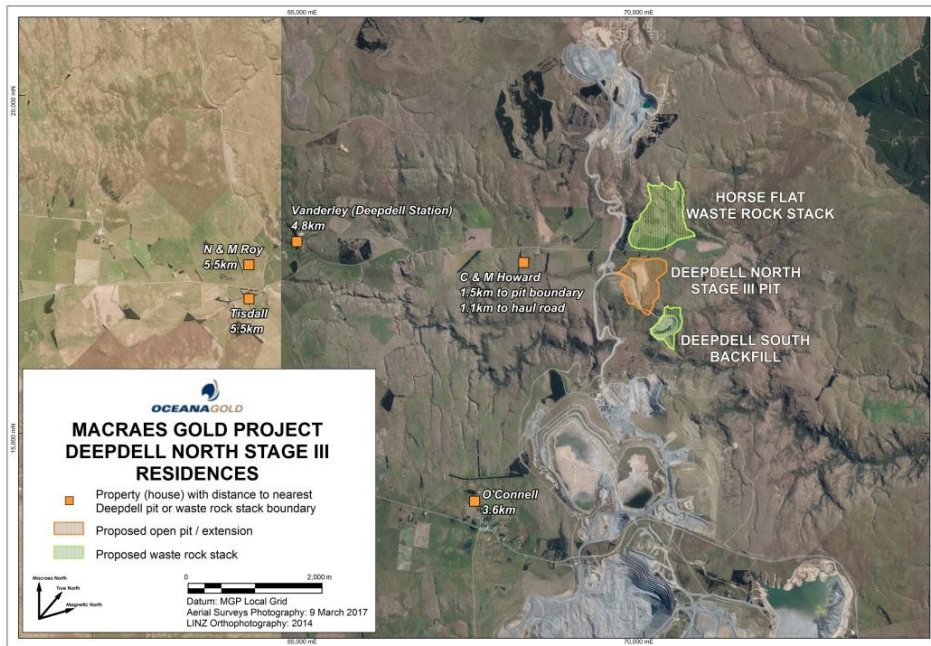 65,000 mE
70,000 mE
20,000 mN
15,000 mN
HORSE FLAT
WASTE ROCK STACK
Vanderley (Deepdell Station)
4.8km
N & M Roy
5.5km
C & M Howard
1.5km to pit boundary
1.1km to haul road
DEEPDELL NORTH
STAGE III PIT
Tisdall
5.5km
DEEPDELL SOUTH
BACKFILL
O'Connell
3.6km
OCEANAGOLD
MACRAES GOLD PROJECT
DEEPDELL NORTH STAGE III
RESIDENCES
Property (house) with distance to nearest
Deepdell pit or waste rock stack boundary
Proposed open pit / extension
Proposed waste rock stack
Macraes North
True North
Magnetic North
0
2,000m
Datum: MGP Local Grid
Aerial Surveys Photography: 9 March 2017
LINZ Orthophotography: 2014
65,000 mE
70,000 mE